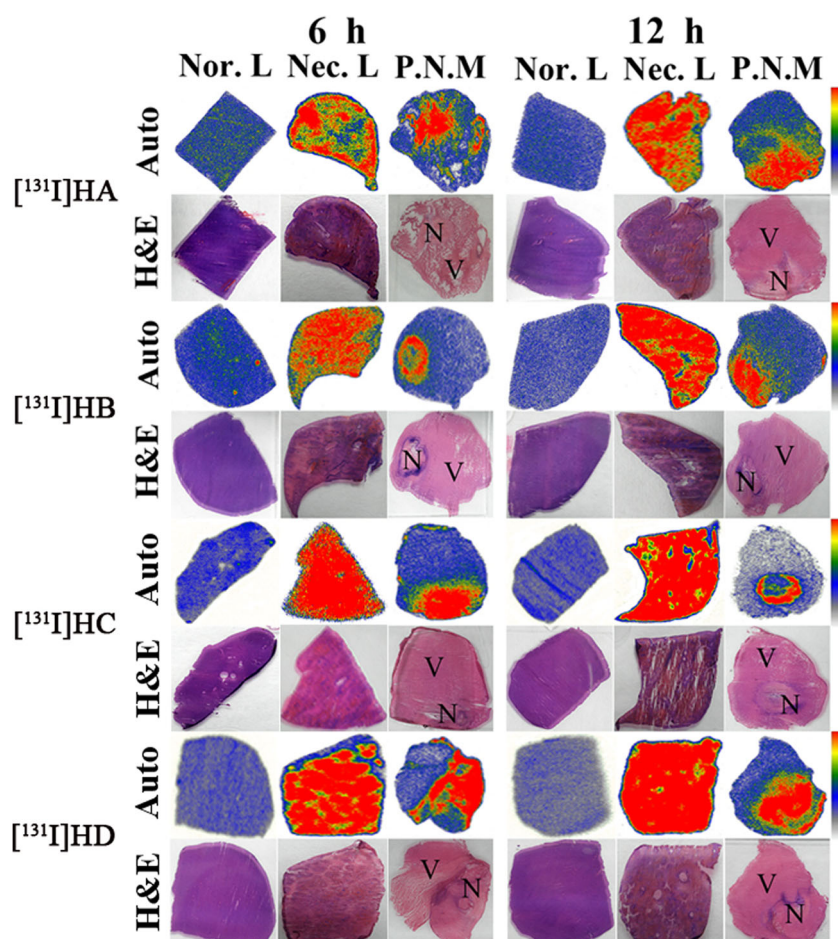 6 h 12 h
Nor. L Nec. L P.N.M Nor. L Nec. L P.N.M
Auto
[¹³¹I]HA
H&E
N V V N
Auto
[¹³¹I]HB
H&E
N V V N
Auto
[¹³¹I]HC
H&E
V N V N
Auto
[¹³¹I]HD
H&E
V N V N